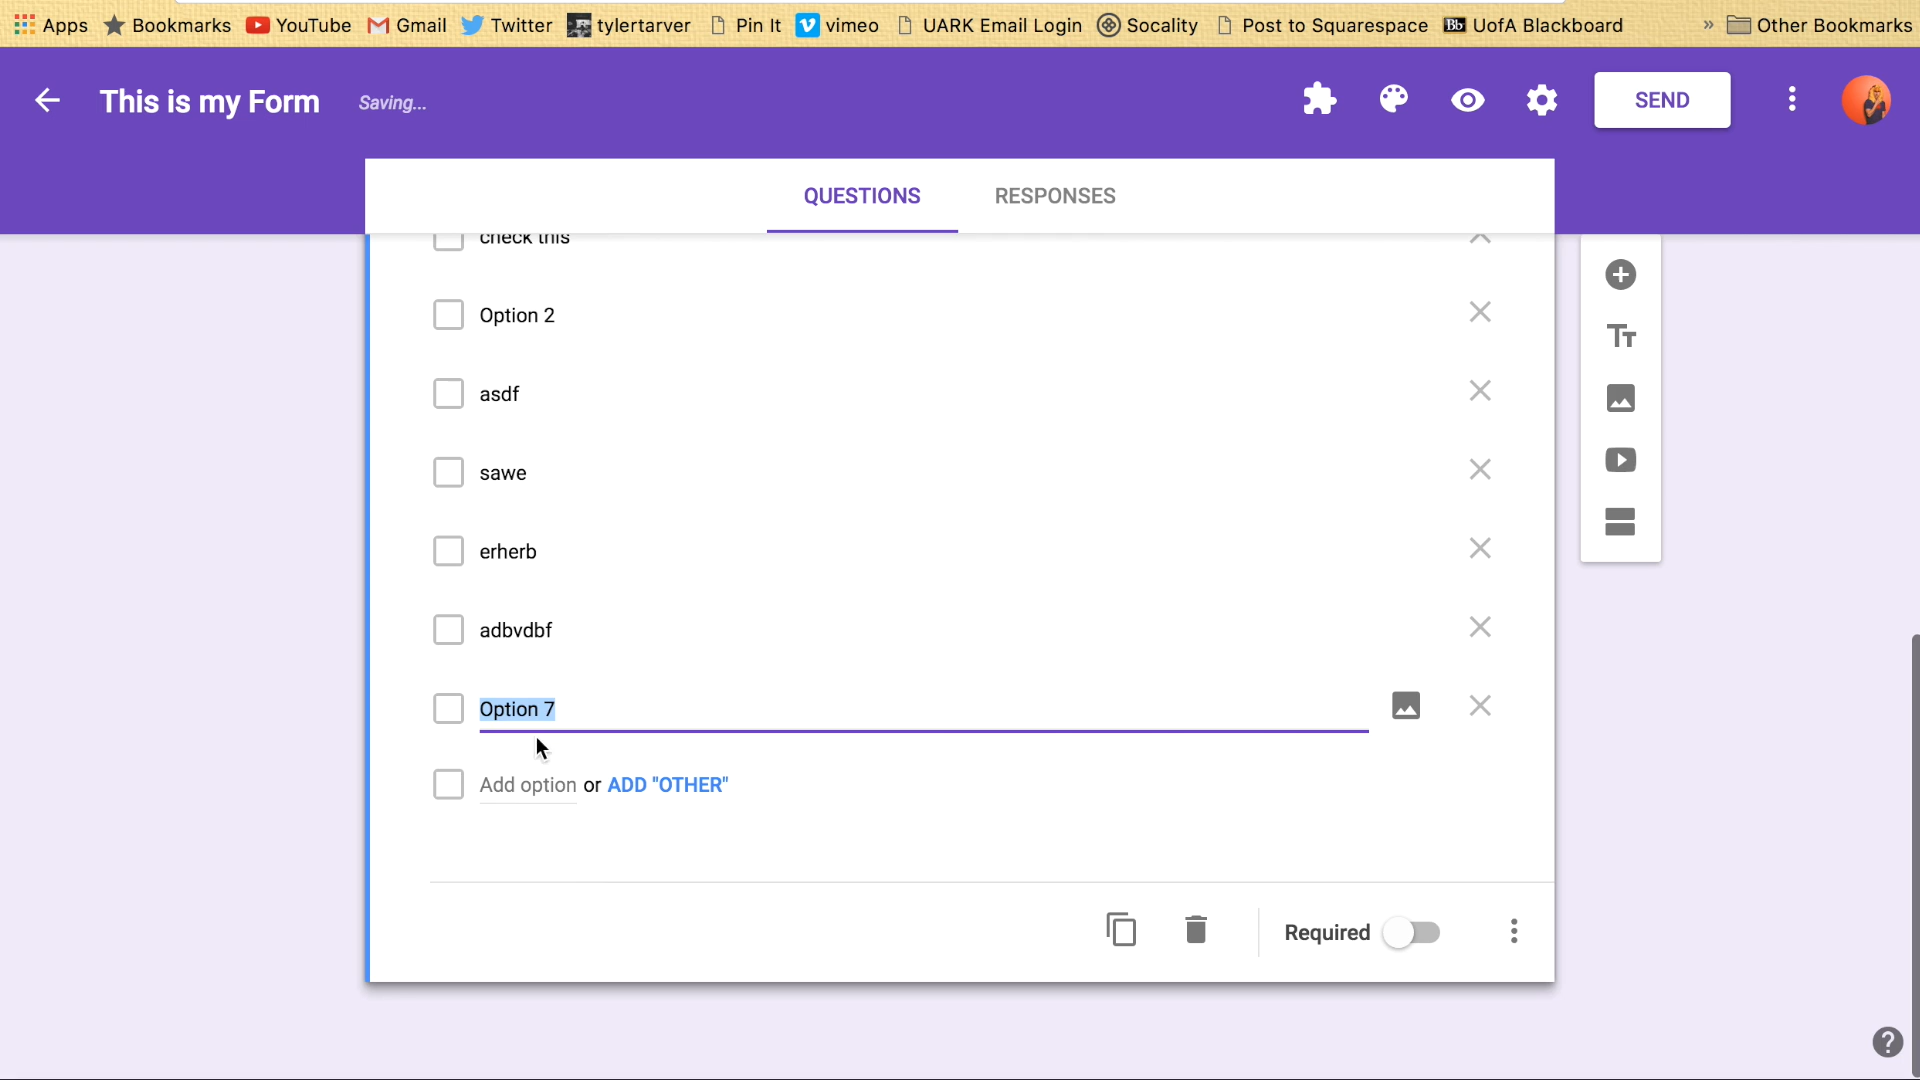 Apps Bookmarks YouTube Gmail Twitter tylertarver Pin It vimeo UARK Email Login Socality Post to Squarespace Bb UofA Blackboard » Other Bookmarks
This is my Form Saving... SEND
QUESTIONS RESPONSES
check this
Option 2
asdf
sawe
erherb
adbvdbf
Option 7
Add option or ADD "OTHER"
Required